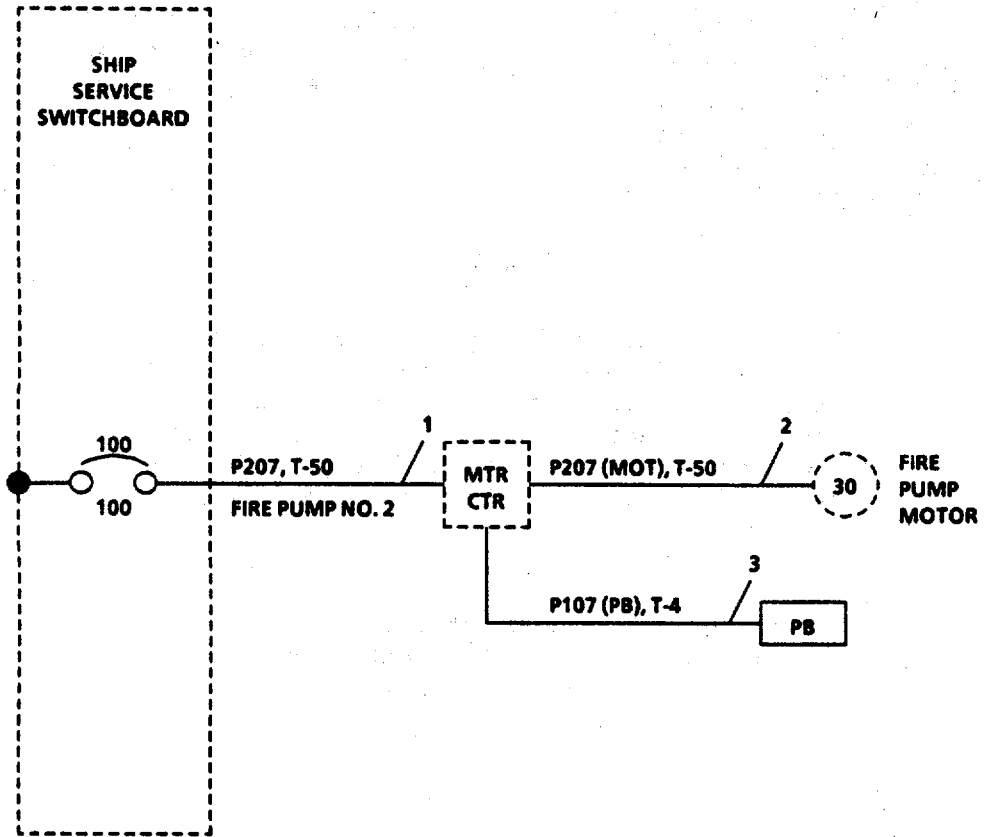 SHIP
SERVICE
SWITCHBOARD
100
100
P207, T-50
FIRE PUMP NO. 2
1
MTR
CTR
P207 (MOT), T-50
2
30
FIRE
PUMP
MOTOR
P107 (PB), T-4
3
PB